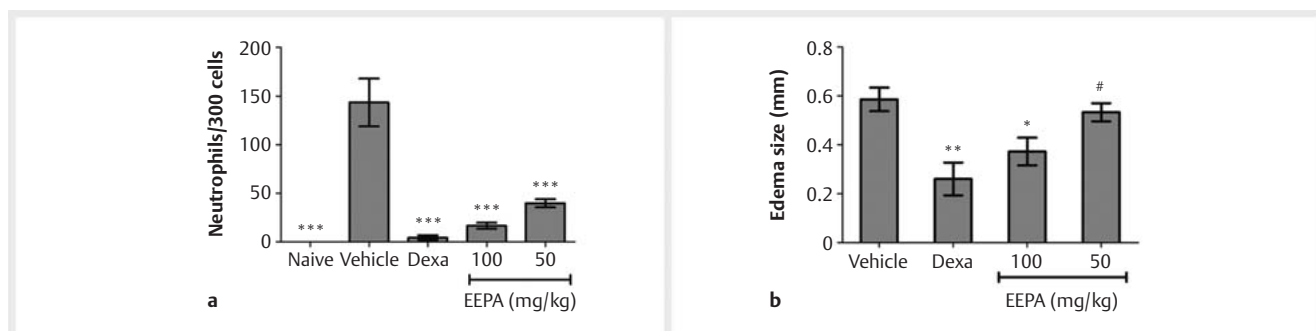 Neutrophils/300 cells
200
150
100
50
0
***
***
***
***
Naive Vehicle Dexa 100 50
EEPA (mg/kg)
a
Edema size (mm)
0.8
0.6
0.4
0.2
0
**
*
#
Vehicle Dexa 100 50
EEPA (mg/kg)
b